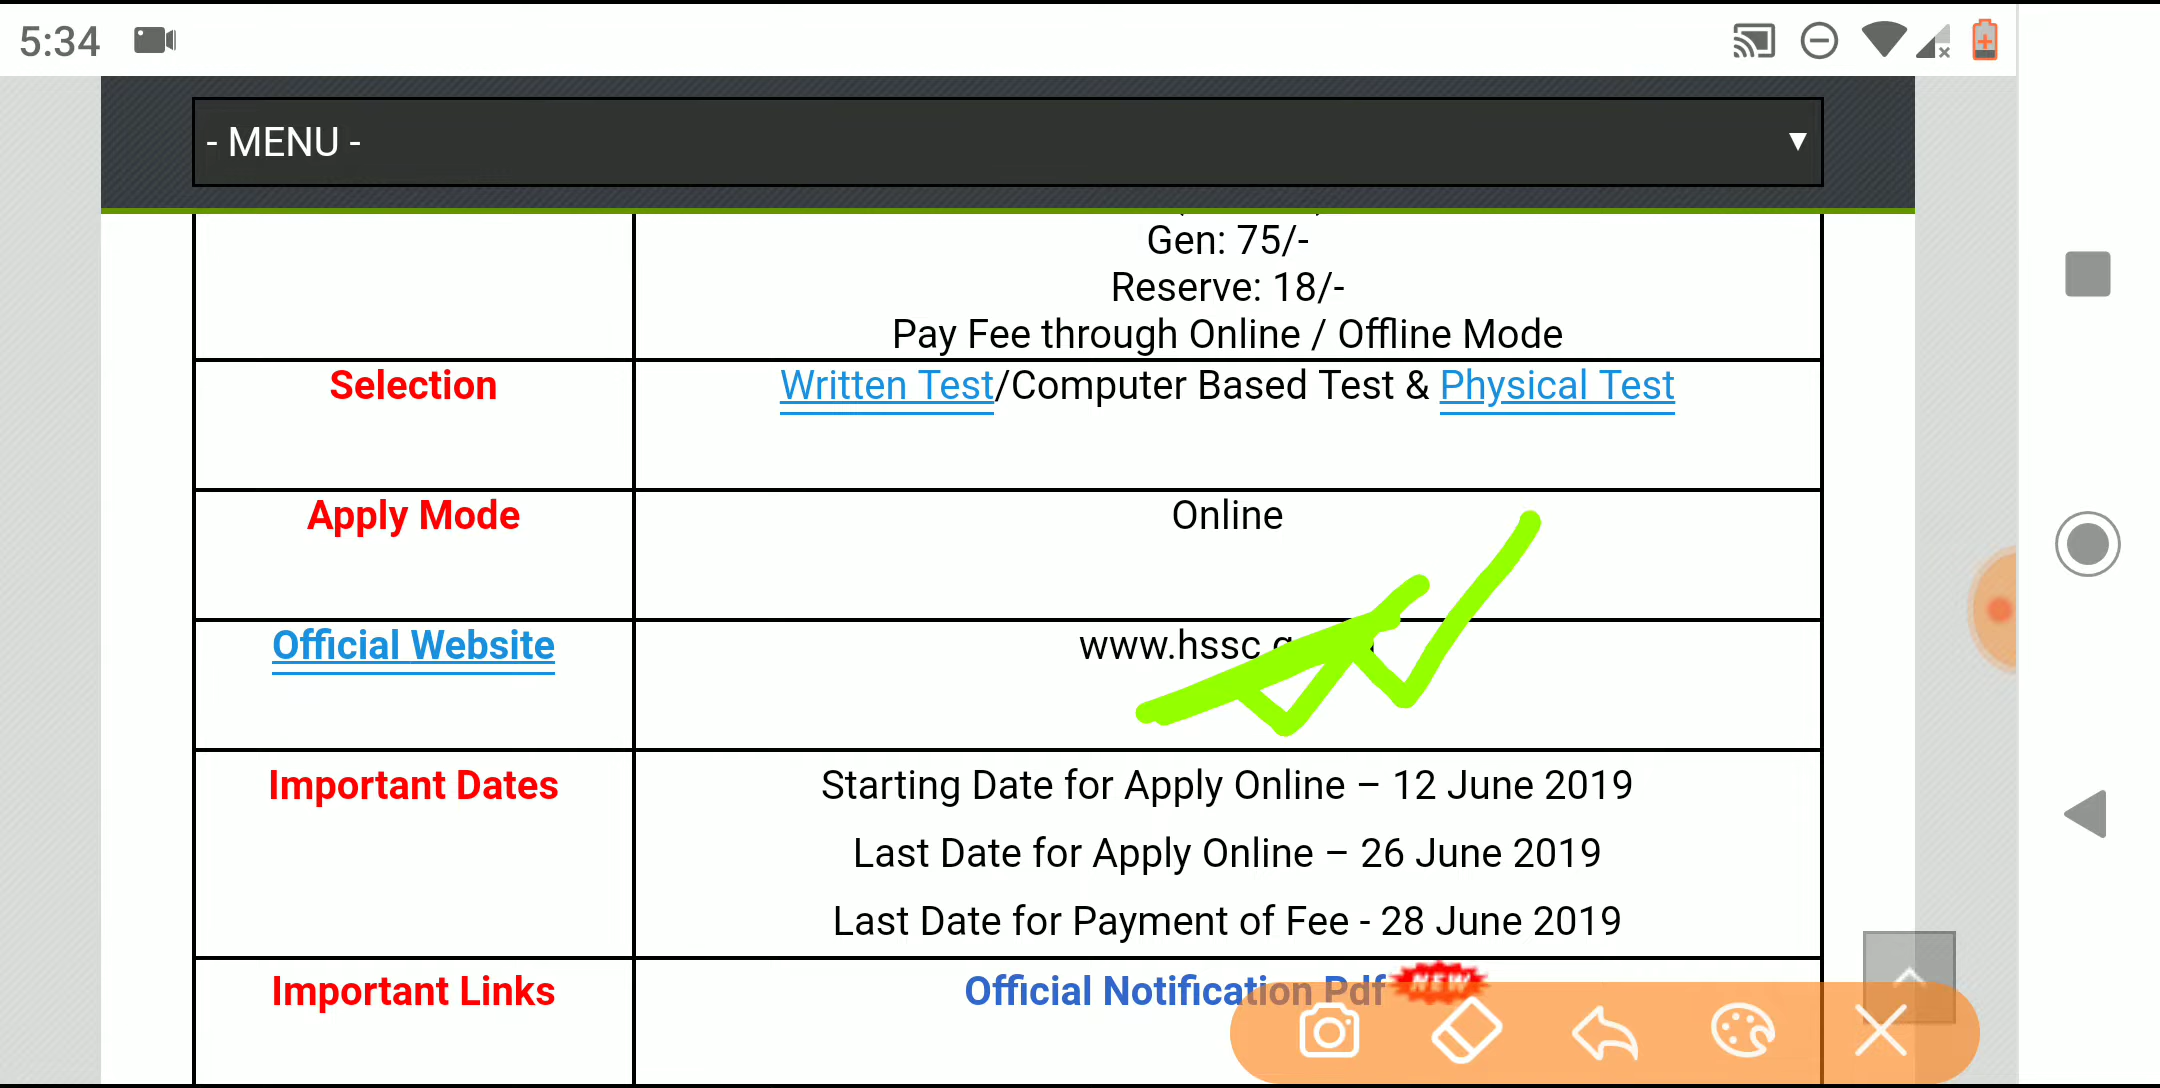 5:34
- MENU -
Gen: 75/-
Reserve: 18/-
Pay Fee through Online / Offline Mode
Selection
Written Test/Computer Based Test & Physical Test
Apply Mode
Online
Official Website
www.hssc.g
Important Dates
Starting Date for Apply Online – 12 June 2019
Last Date for Apply Online – 26 June 2019
Last Date for Payment of Fee - 28 June 2019
Important Links
Official Notification Pdf NEW